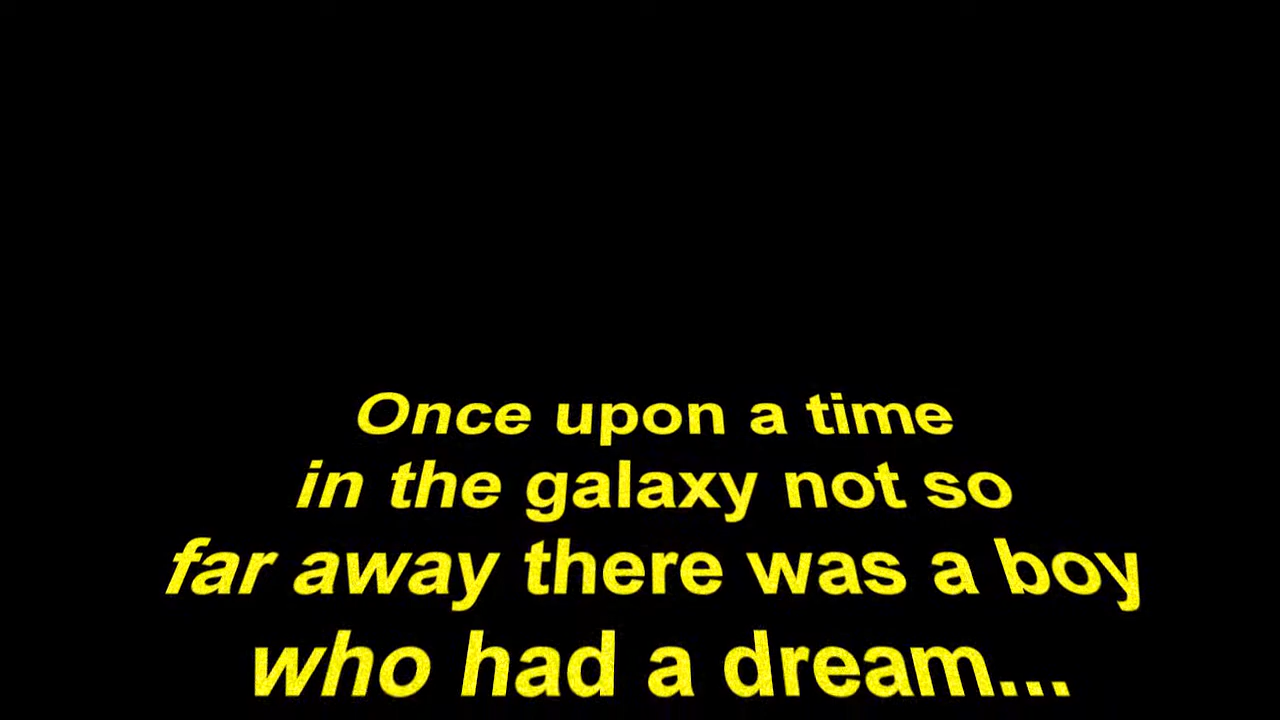 Once upon a time
in the galaxy not so
far away there was a boy
who had a dream...